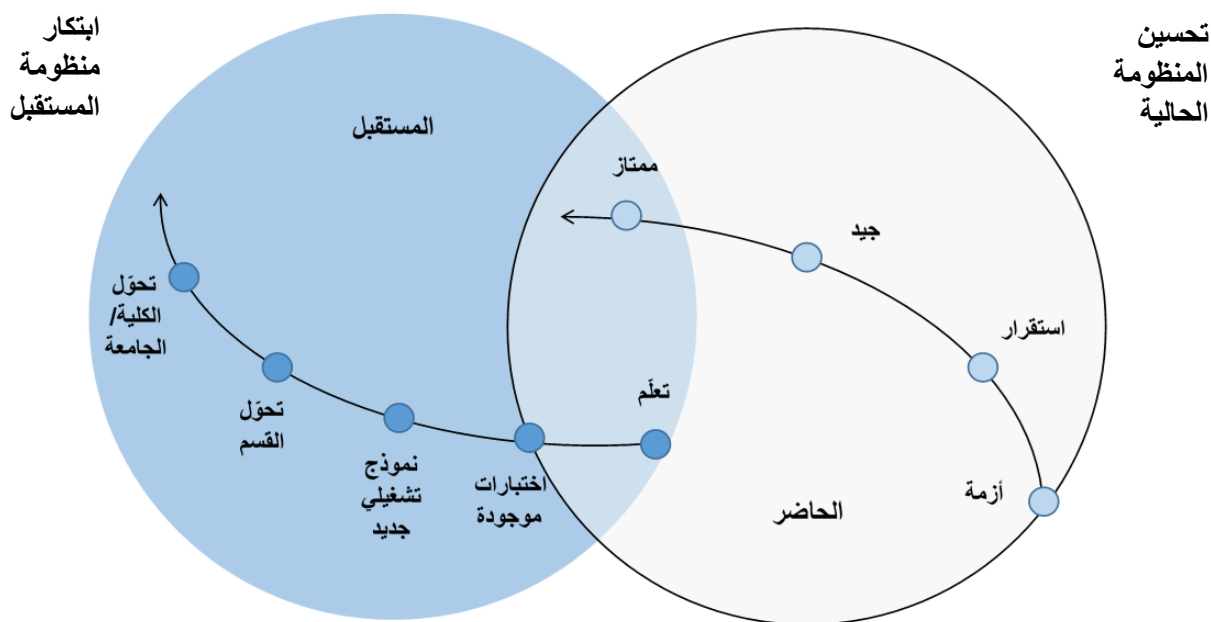 تحسين
المنظومة
الحالية
ابتكار
منظومة
المستقبل
المستقبل
ممتاز
جيد
استقرار
أزمة
الحاضر
تعلّم
اختبارات
موجودة
نموذج
تشغيلي
جديد
تحوّل
القسم
تحوّل
الكلية/
الجامعة